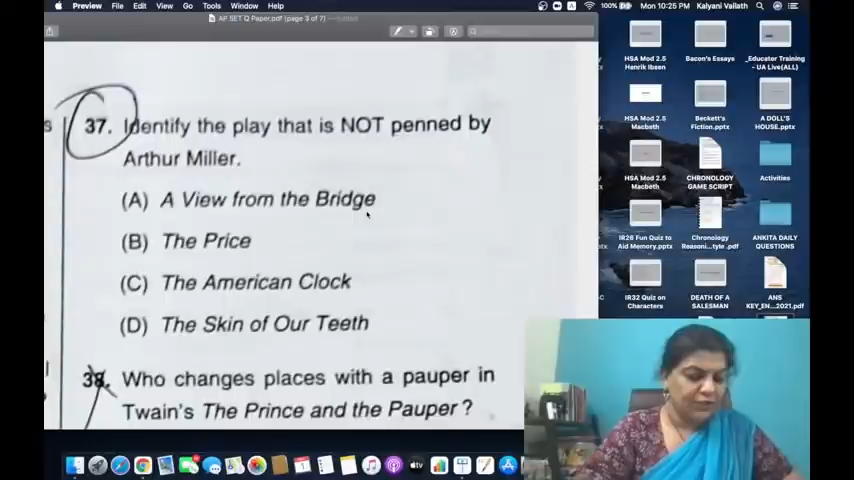 Preview File Edit View Go Tools Window Help
100% Mon 10:25 PM Kalyani Vallath
AP SET Q Paper.pdf (page 3 of 7)
s
37. Identify the play that is NOT penned by
Arthur Miller.
(A) A View from the Bridge
(B) The Price
(C) The American Clock
(D) The Skin of Our Teeth
38. Who changes places with a pauper in
Twain's The Prince and the Pauper ?
HSA Mod 2.5
Henrik Ibsen
Bacon's Essays
_Educator Training
- UA Live(ALL)
HSA Mod 2.5
Macbeth
Beckett's
Fiction.pptx
A DOLL'S
HOUSE.pptx
HSA Mod 2.5
Macbeth
CHRONOLOGY
GAME SCRIPT
Activities
IR26 Fun Quiz to
Aid Memory.pptx
Chronology
Reasoni...tyle .pdf
ANKITA DAILY
QUESTIONS
IR32 Quiz on
Characters
DEATH OF A
SALESMAN
ANS
KEY_EN...2021.pdf
tv